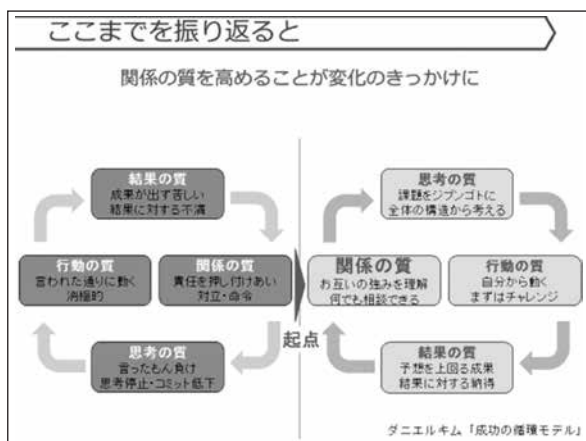 ここまでを振り返ると
関係の質を高めることが変化のきっかけに
結果の質
成果が出ず苦しい
結果に対する不満
行動の質
言われた通りに動く
消極的
関係の質
責任を押し付けあい
対立・命令
思考の質
言ったもん負け
思考停止・コミット低下
起点
思考の質
課題をジブンゴトに
全体の構造から考える
関係の質
お互いの強みを理解
何でも相談できる
行動の質
自分から動く
まずはチャレンジ
結果の質
予想を上回る成果
結果に対する納得
ダニエルキム「成功の循環モデル」